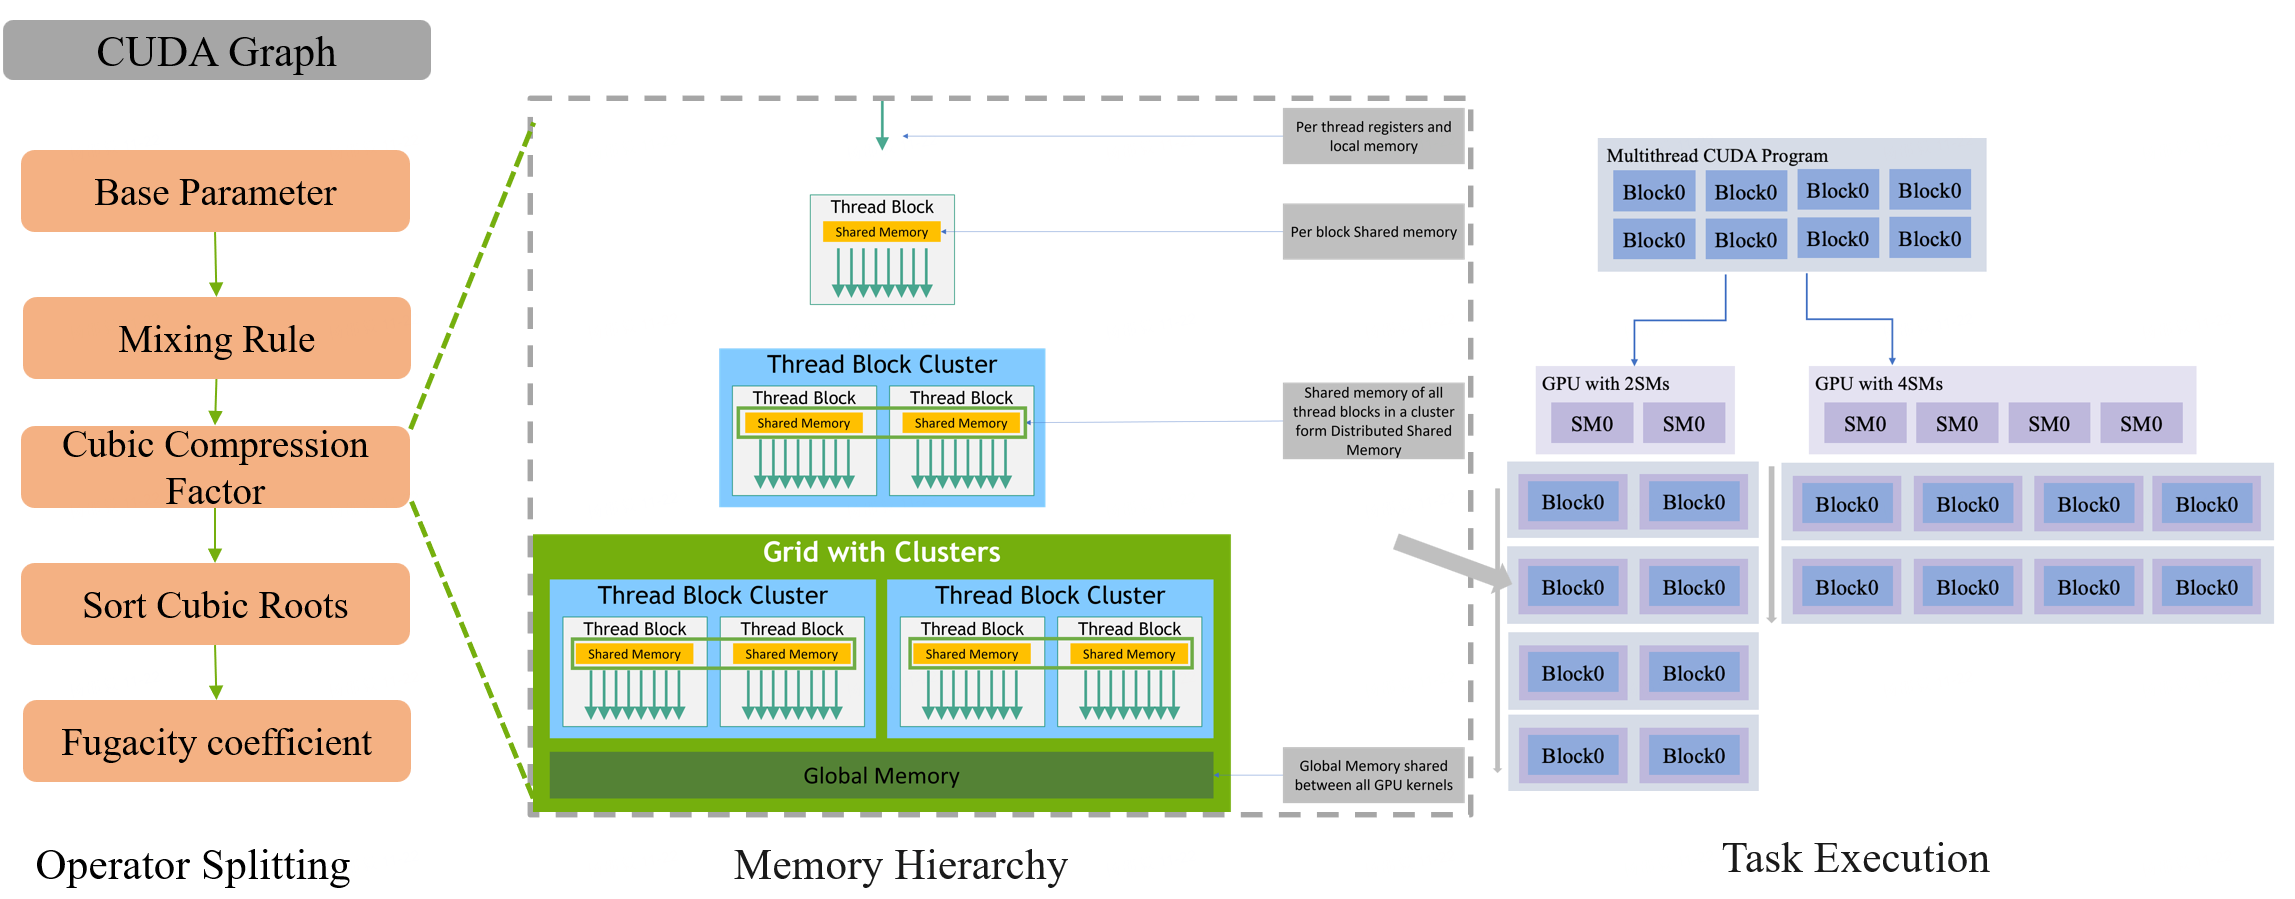 CUDA Graph
Base Parameter
Mixing Rule
Cubic Compression
Factor
Sort Cubic Roots
Fugacity coefficient
Operator Splitting
Per thread registers and
local memory
Thread Block
Shared Memory
Per block Shared memory
Thread Block Cluster
Thread Block Thread Block
Shared Memory Shared Memory
Shared memory of all
thread blocks in a cluster
form Distributed Shared
Memory
Grid with Clusters
Thread Block Cluster Thread Block Cluster
Thread Block Thread Block Thread Block Thread Block
Shared Memory Shared Memory Shared Memory Shared Memory
Global Memory
Global Memory shared
between all GPU kernels
Memory Hierarchy
Multithread CUDA Program
Block0 Block0 Block0 Block0
Block0 Block0 Block0 Block0
GPU with 2SMs
SM0 SM0
GPU with 4SMs
SM0 SM0 SM0 SM0
Block0 Block0
Block0 Block0
Block0 Block0
Block0 Block0
Block0 Block0 Block0 Block0
Block0 Block0 Block0 Block0
Task Execution